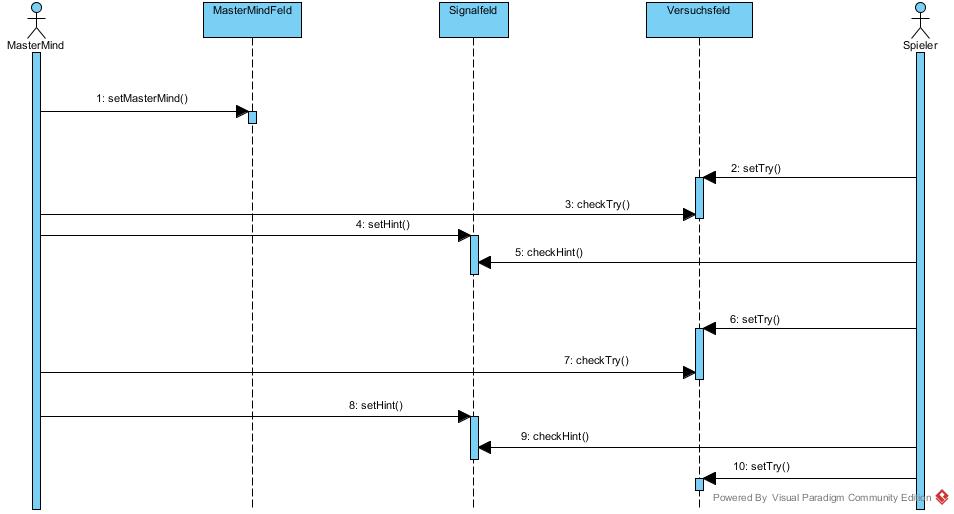 MasterMindFeld
Signalfeld
Versuchsfeld
MasterMind
Spieler
1: setMasterMind()
2: setTry()
3: checkTry()
4: setHint()
5: checkHint()
6: setTry()
7: checkTry()
8: setHint()
9: checkHint()
10: setTry()
Powered By Visual Paradigm Community Edition